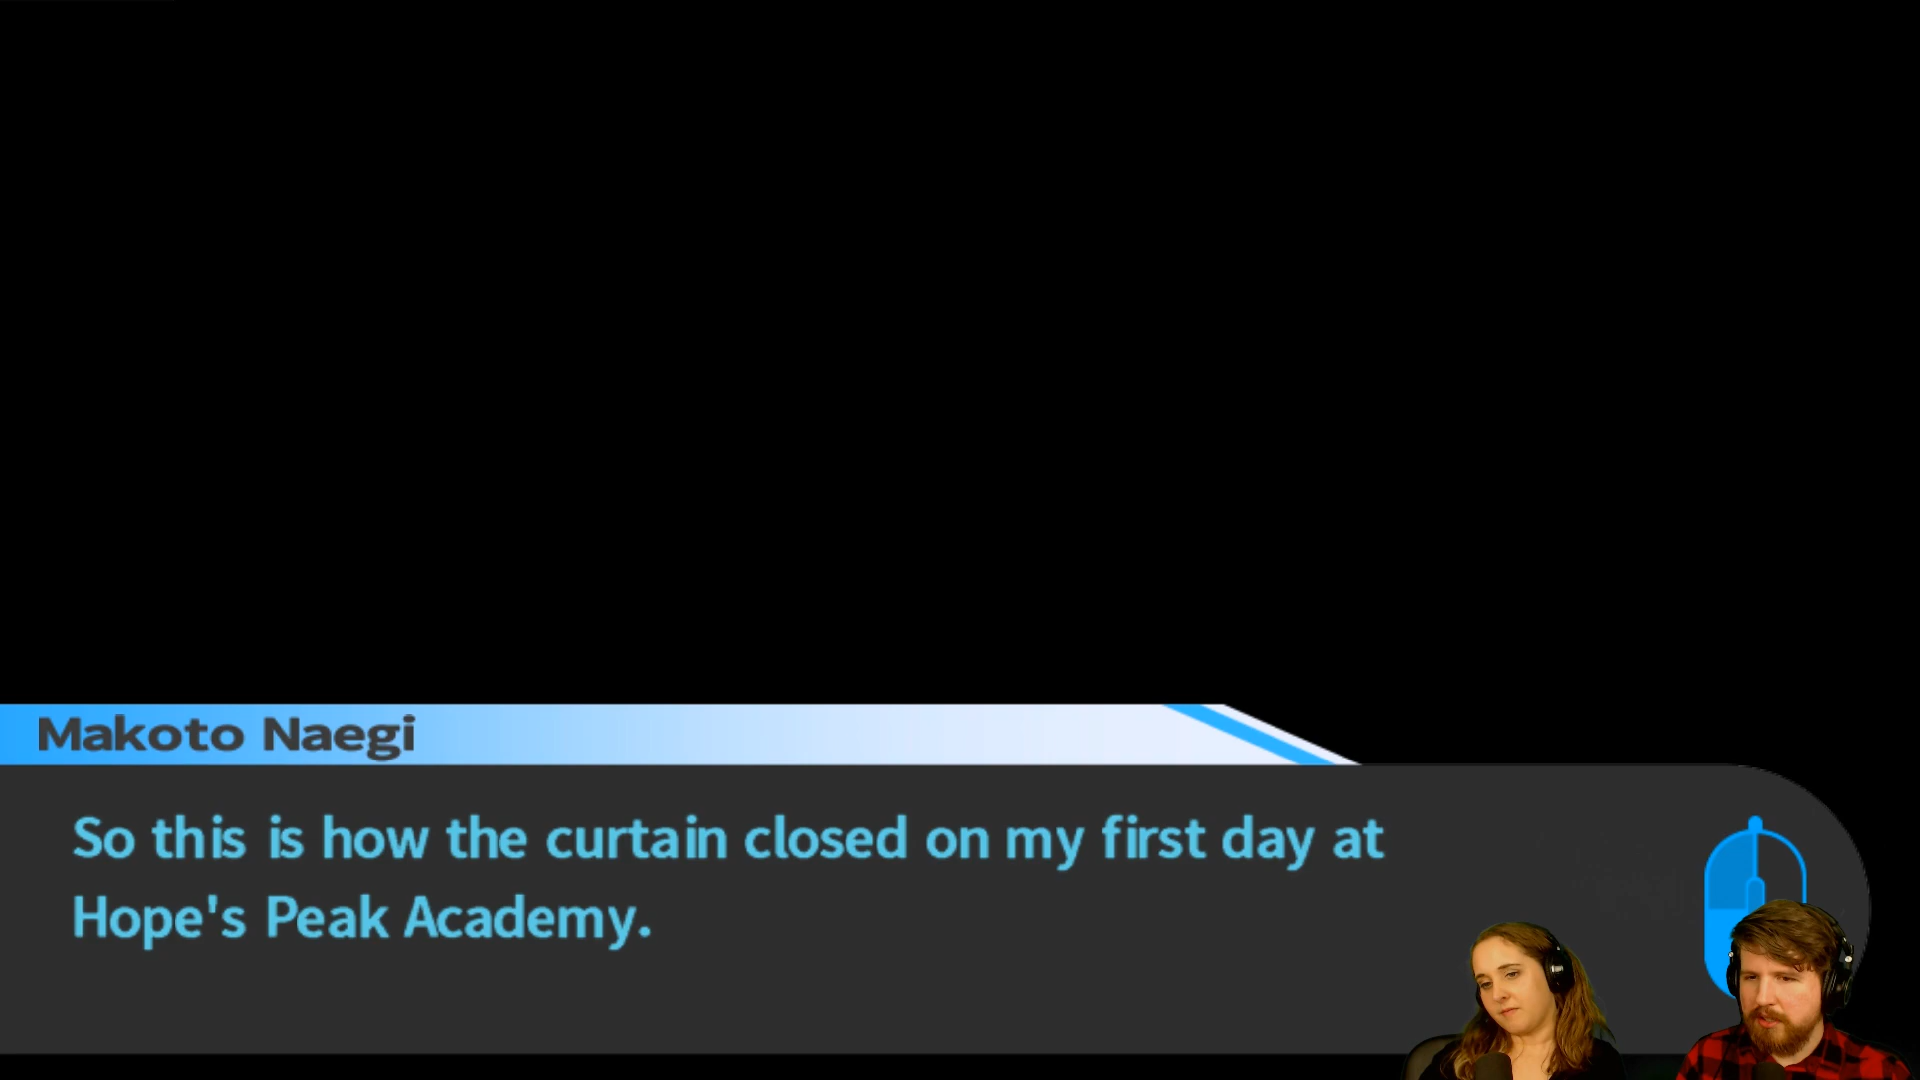 Makoto Naegi
So this is how the curtain closed on my first day at
Hope's Peak Academy.